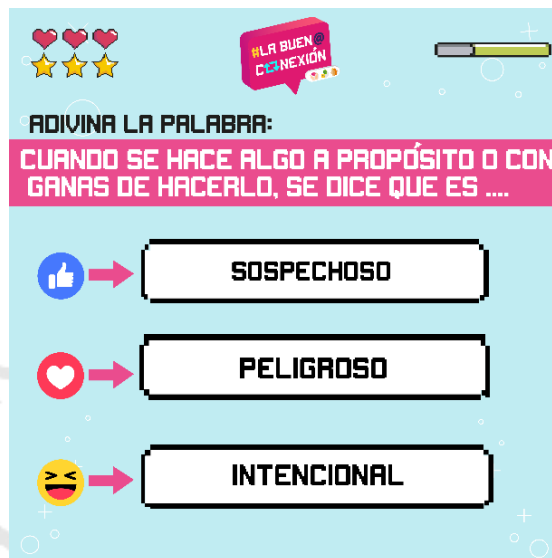 #LA BUEN@
CONEXIÓN
ADIVINA LA PALABRA:
CUANDO SE HACE ALGO A PROPÓSITO O CON
GANAS DE HACERLO, SE DICE QUE ES ....
SOSPECHOSO
PELIGROSO
INTENCIONAL